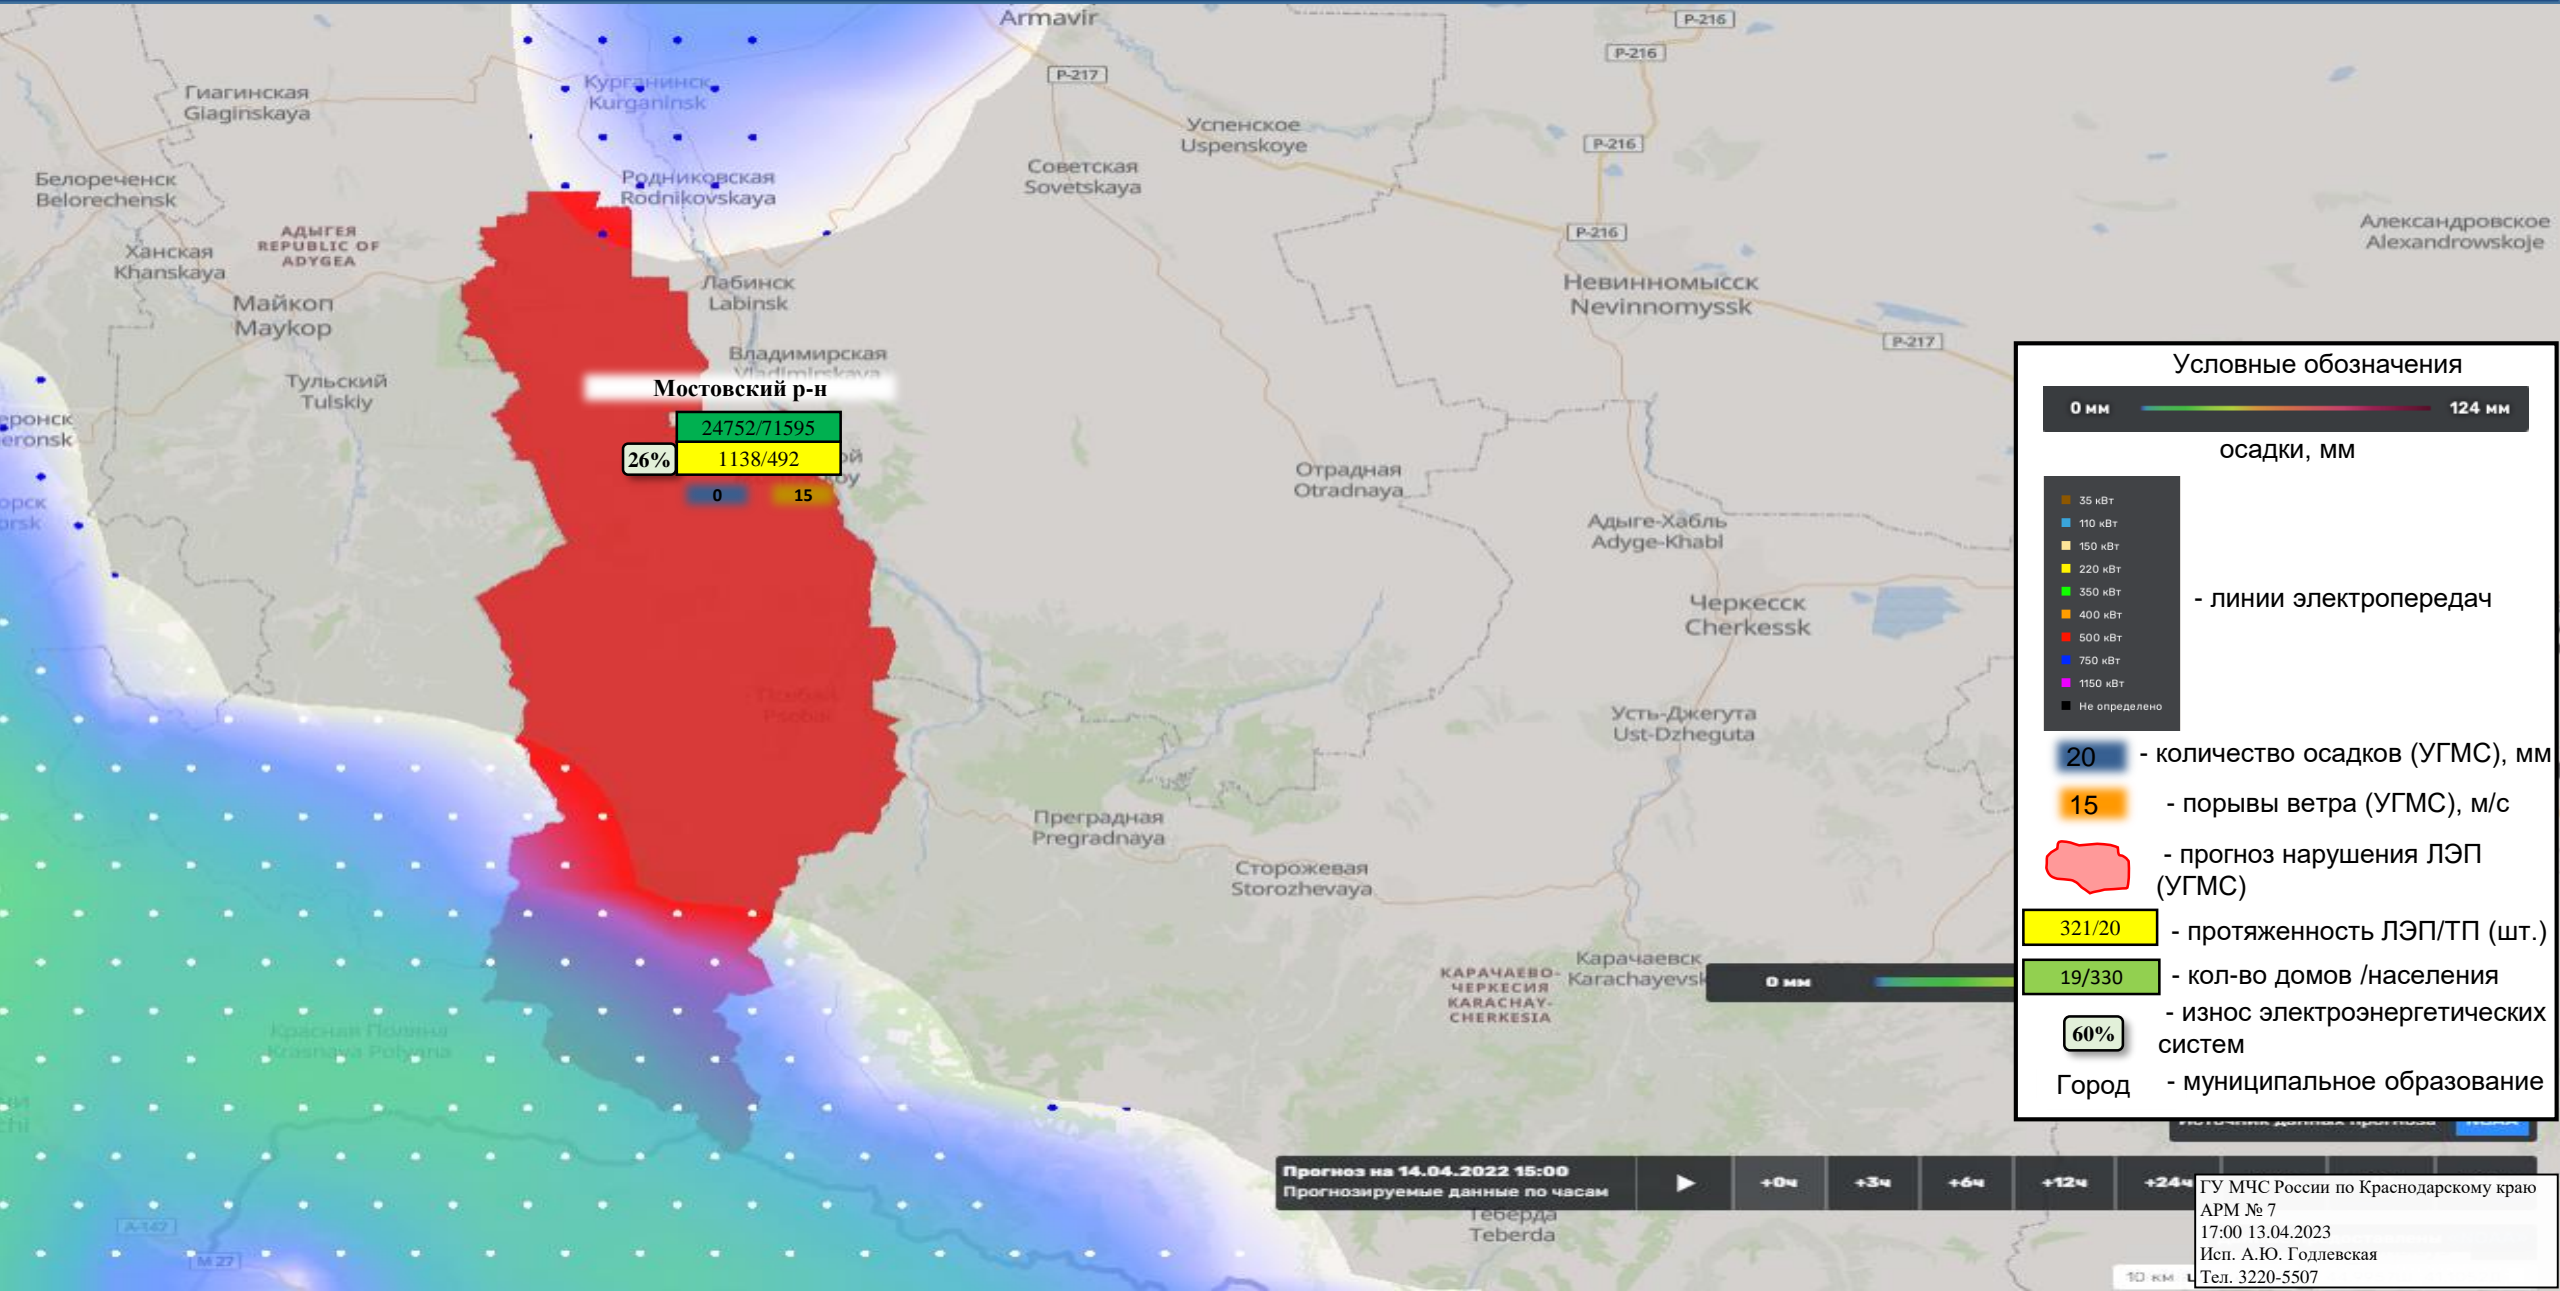 Armavir
P-216
P-216
P-217
Курганинск
Kurganinsk
Гиагинская
Giaginskaya
Успенское
Uspenskoye
P-216
Советская
Sovetskaya
Белореченск
Belorechensk
Родниковская
Rodnikovskaya
АДЫГЕЯ
REPUBLIC OF
ADYGEA
Ханская
Khanskaya
P-216
Александровское
Alexandrowskoje
Лабинск
Labinsk
Невинномысск
Nevinnomyssk
Майкоп
Maykop
P-217
Владимирская
Vladimirskaya
Тульский
Tulskiy
Мостовский р-н
24752/71595
26%
1138/492
0
15
Отрадная
Otradnaya
Адыге-Хабль
Adyge-Khabl
Черкесск
Cherkessk
Псебай
Psebai
Усть-Джегута
Ust-Dzheguta
Преградная
Pregradnaya
Сторожевая
Storozhevaya
Карачаевск
Karachayevsk
КАРАЧАЕВО-
ЧЕРКЕСИЯ
KARACHAY-
CHERKESIA
0 мм
Красная Поляна
Krasnaya Polyana
A-147
M 27
Теберда
Teberda
Условные обозначения
0 мм
124 мм
осадки, мм
35 кВт
110 кВт
150 кВт
220 кВт
350 кВт
400 кВт
500 кВт
750 кВт
1150 кВт
Не определено
- линии электропередач
20 - количество осадков (УГМС), мм
15 - порывы ветра (УГМС), м/с
- прогноз нарушения ЛЭП
(УГМС)
321/20 - протяженность ЛЭП/ТП (шт.)
19/330 - кол-во домов /населения
60% - износ электроэнергетических
систем
Город - муниципальное образование
Прогноз на 14.04.2022 15:00
Прогнозируемые данные по часам
+0ч
+3ч
+6ч
+12ч
+24ч
ГУ МЧС России по Краснодарскому краю
АРМ № 7
17:00 13.04.2023
Исп. А.Ю. Годлевская
Тел. 3220-5507
10 км